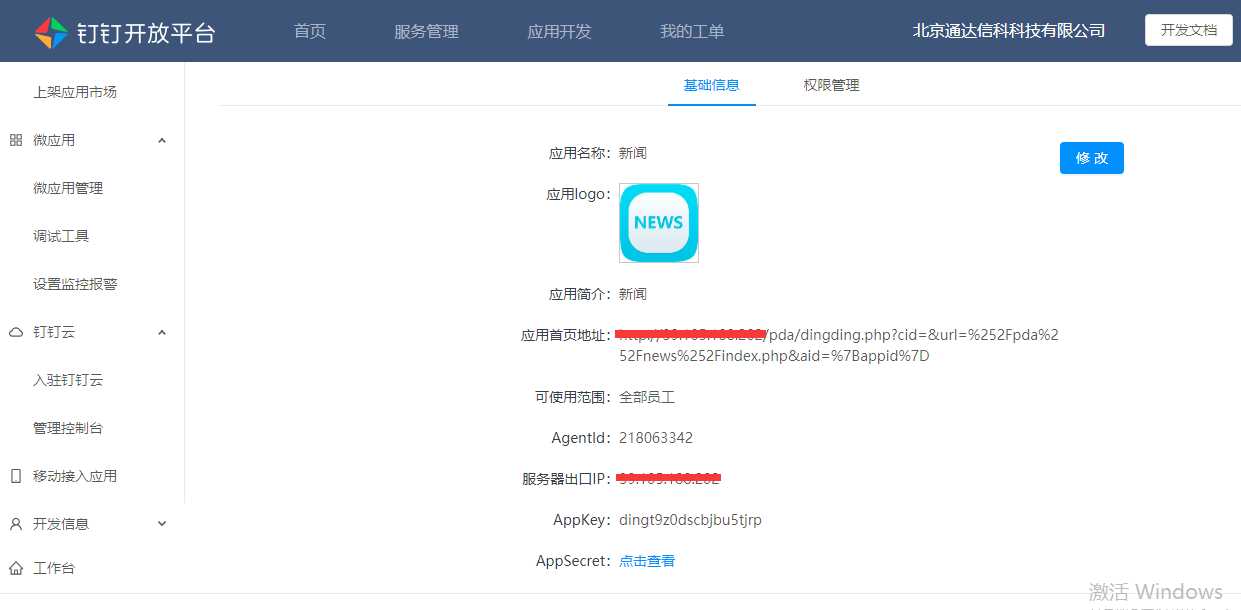 钉钉开放平台 首页 服务管理 应用开发 我的工单 北京通达信科科技有限公司 开发文档
上架应用市场
微应用
微应用管理
调试工具
设置监控报警
钉钉云
入驻钉钉云
管理控制台
移动接入应用
开发信息
工作台
基础信息 权限管理
修 改
应用名称: 新闻
应用logo:
NEWS
应用简介: 新闻
应用首页地址: /pda/dingding.php?cid=&url=%252Fpda%
252Fnews%252Findex.php&aid=%7Bappid%7D
可使用范围: 全部员工
AgentId: 218063342
服务器出口IP:
AppKey: dingt9z0dscbjbu5tjrp
AppSecret: 点击查看
激活 Windows